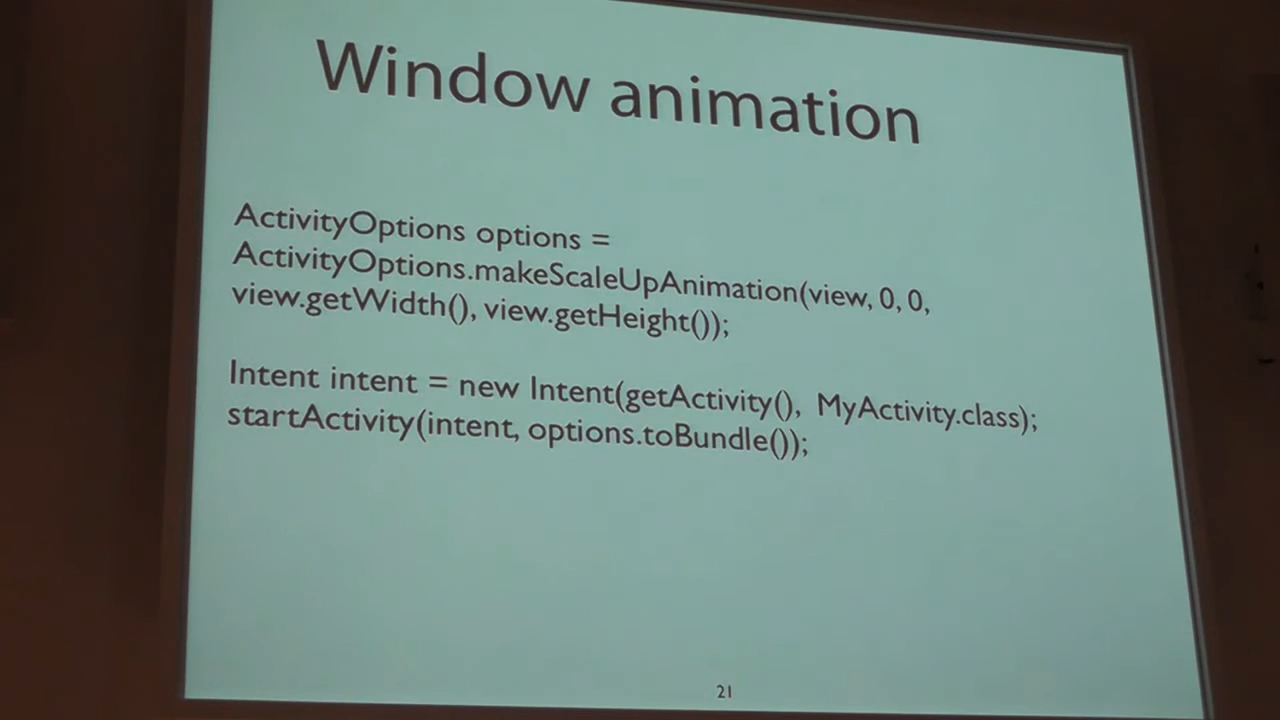 Window animation
ActivityOptions options =
ActivityOptions.makeScaleUpAnimation(view, 0, 0,
view.getWidth(), view.getHeight());
Intent intent = new Intent(getActivity(), MyActivity.class);
startActivity(intent, options.toBundle());
21